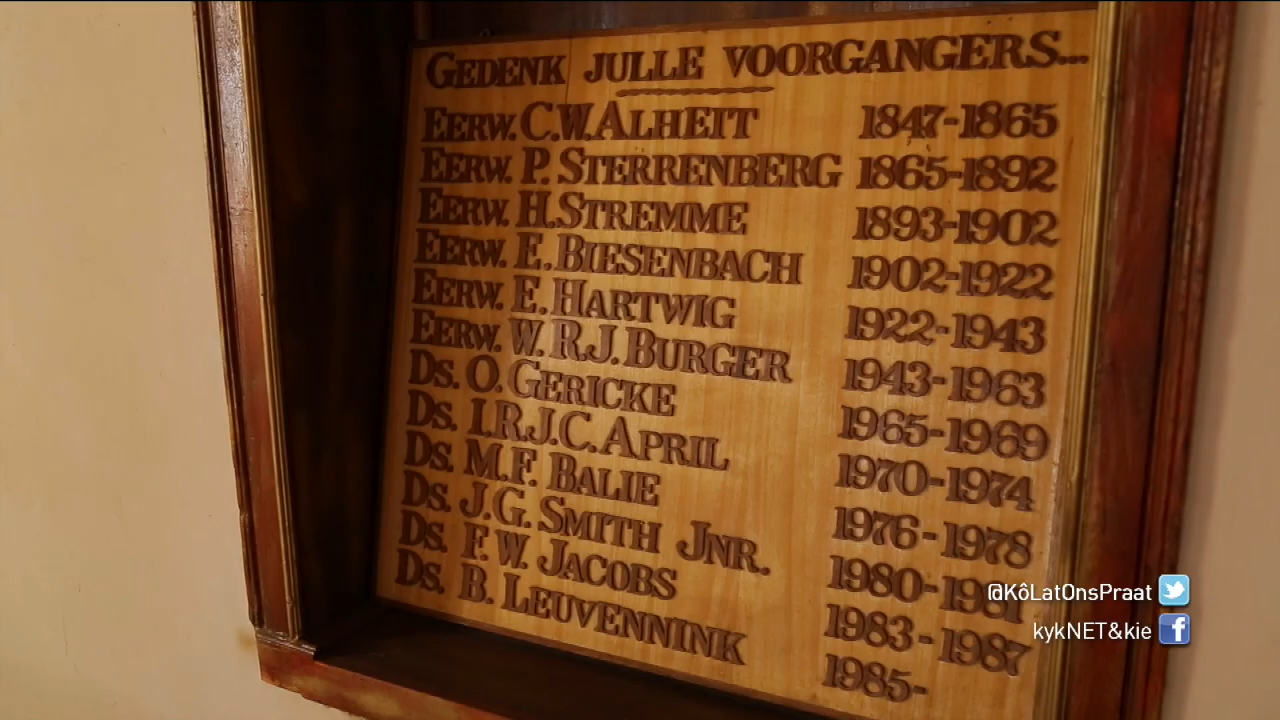 GEDENK JULLE VOORGANGERS...
EERW. C.W. ALHEIT 1847-1865
EERW. P. STERRENBERG 1865-1892
EERW. H. STREMME 1893-1902
EERW. E. BIESENBACH 1902-1922
EERW. E. HARTWIG 1922-1943
EERW. W.R.J. BURGER 1943-1963
DS. O. GERICKE 1965-1969
DS. I.R.J.C. APRIL 1970-1974
DS. M.F. BALIE 1976-1978
DS. J.G. SMITH JNR. 1980-1981
DS. F.W. JACOBS 1983-1987
DS. B. LEUVENNINK 1985-
@KôLatOnsPraat
kykNET&kie